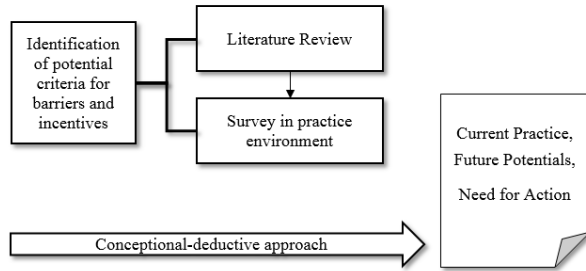 Identification
of potential
criteria for
barriers and
incentives
Literature Review
Survey in practice
environment
Current Practice,
Future Potentials,
Need for Action
Conceptional-deductive approach